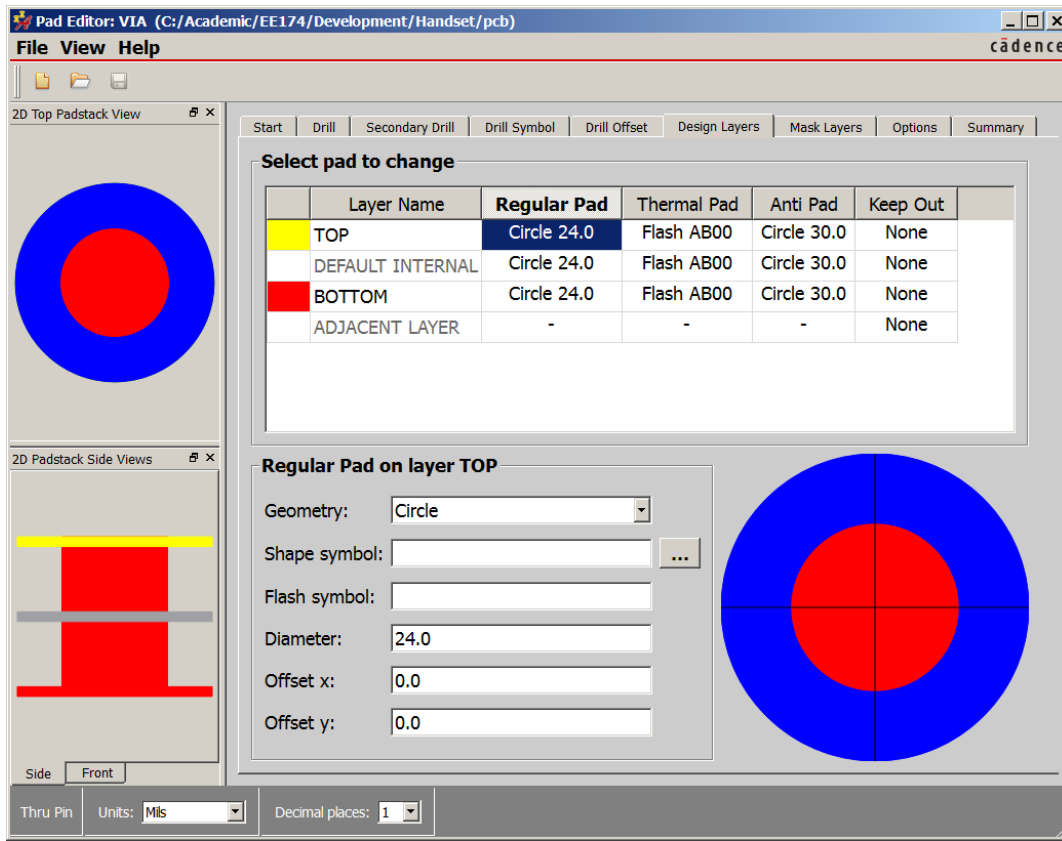 Pad Editor: VIA (C:/Academic/EE174/Development/Handset/pcb)
File View Help
cādence
2D Top Padstack View
Start Drill Secondary Drill Drill Symbol Drill Offset Design Layers Mask Layers Options Summary
Select pad to change
Layer Name Regular Pad Thermal Pad Anti Pad Keep Out
TOP Circle 24.0 Flash AB00 Circle 30.0 None
DEFAULT INTERNAL Circle 24.0 Flash AB00 Circle 30.0 None
BOTTOM Circle 24.0 Flash AB00 Circle 30.0 None
ADJACENT LAYER - - - None
2D Padstack Side Views
Regular Pad on layer TOP
Geometry: Circle
Shape symbol: ...
Flash symbol:
Diameter: 24.0
Offset x: 0.0
Offset y: 0.0
Side Front
Thru Pin Units: Mils Decimal places: 1